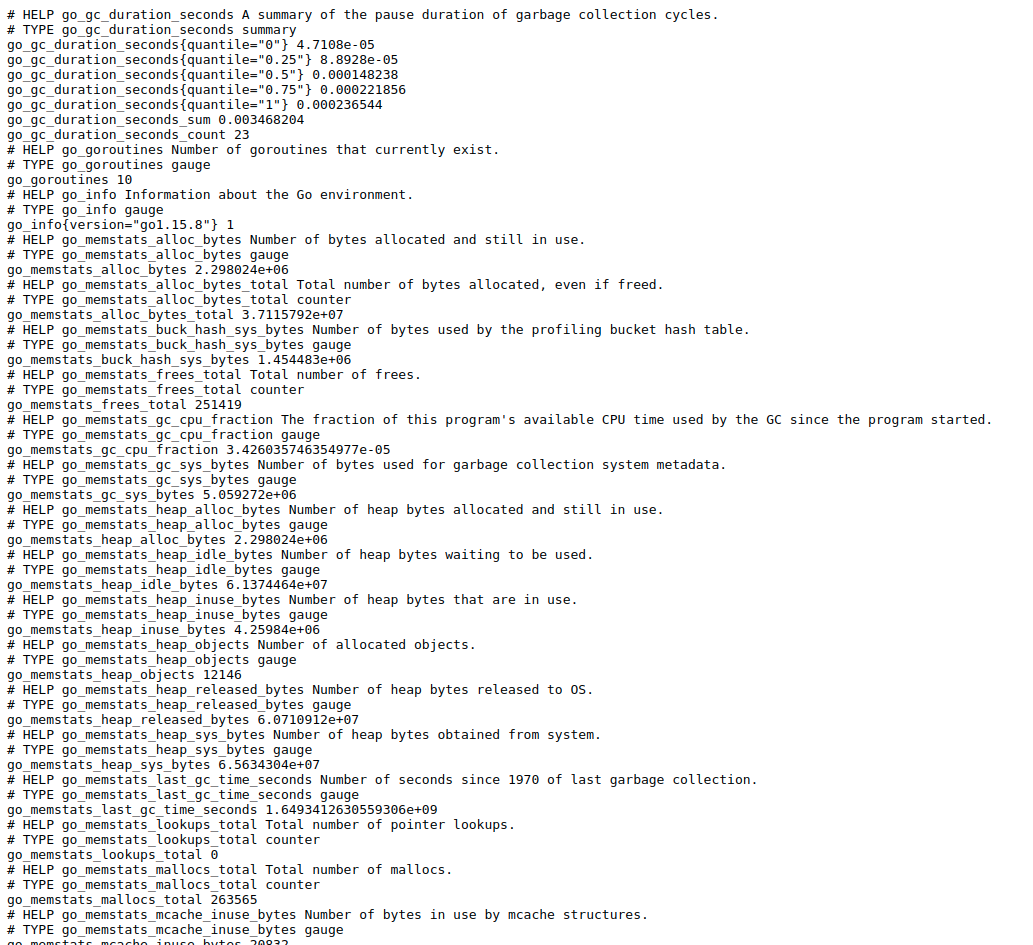 # HELP go_gc_duration_seconds A summary of the pause duration of garbage collection cycles.
# TYPE go_gc_duration_seconds summary
go_gc_duration_seconds{quantile="0"} 4.7108e-05
go_gc_duration_seconds{quantile="0.25"} 8.8928e-05
go_gc_duration_seconds{quantile="0.5"} 0.000148238
go_gc_duration_seconds{quantile="0.75"} 0.000221856
go_gc_duration_seconds{quantile="1"} 0.000236544
go_gc_duration_seconds_sum 0.003468204
go_gc_duration_seconds_count 23
# HELP go_goroutines Number of goroutines that currently exist.
# TYPE go_goroutines gauge
go_goroutines 10
# HELP go_info Information about the Go environment.
# TYPE go_info gauge
go_info{version="go1.15.8"} 1
# HELP go_memstats_alloc_bytes Number of bytes allocated and still in use.
# TYPE go_memstats_alloc_bytes gauge
go_memstats_alloc_bytes 2.298024e+06
# HELP go_memstats_alloc_bytes_total Total number of bytes allocated, even if freed.
# TYPE go_memstats_alloc_bytes_total counter
go_memstats_alloc_bytes_total 3.7115792e+07
# HELP go_memstats_buck_hash_sys_bytes Number of bytes used by the profiling bucket hash table.
# TYPE go_memstats_buck_hash_sys_bytes gauge
go_memstats_buck_hash_sys_bytes 1.454483e+06
# HELP go_memstats_frees_total Total number of frees.
# TYPE go_memstats_frees_total counter
go_memstats_frees_total 251419
# HELP go_memstats_gc_cpu_fraction The fraction of this program's available CPU time used by the GC since the program started.
# TYPE go_memstats_gc_cpu_fraction gauge
go_memstats_gc_cpu_fraction 3.426035746354977e-05
# HELP go_memstats_gc_sys_bytes Number of bytes used for garbage collection system metadata.
# TYPE go_memstats_gc_sys_bytes gauge
go_memstats_gc_sys_bytes 5.059272e+06
# HELP go_memstats_heap_alloc_bytes Number of heap bytes allocated and still in use.
# TYPE go_memstats_heap_alloc_bytes gauge
go_memstats_heap_alloc_bytes 2.298024e+06
# HELP go_memstats_heap_idle_bytes Number of heap bytes waiting to be used.
# TYPE go_memstats_heap_idle_bytes gauge
go_memstats_heap_idle_bytes 6.1374464e+07
# HELP go_memstats_heap_inuse_bytes Number of heap bytes that are in use.
# TYPE go_memstats_heap_inuse_bytes gauge
go_memstats_heap_inuse_bytes 4.25984e+06
# HELP go_memstats_heap_objects Number of allocated objects.
# TYPE go_memstats_heap_objects gauge
go_memstats_heap_objects 12146
# HELP go_memstats_heap_released_bytes Number of heap bytes released to OS.
# TYPE go_memstats_heap_released_bytes gauge
go_memstats_heap_released_bytes 6.0710912e+07
# HELP go_memstats_heap_sys_bytes Number of heap bytes obtained from system.
# TYPE go_memstats_heap_sys_bytes gauge
go_memstats_heap_sys_bytes 6.5634304e+07
# HELP go_memstats_last_gc_time_seconds Number of seconds since 1970 of last garbage collection.
# TYPE go_memstats_last_gc_time_seconds gauge
go_memstats_last_gc_time_seconds 1.6493412630559306e+09
# HELP go_memstats_lookups_total Total number of pointer lookups.
# TYPE go_memstats_lookups_total counter
go_memstats_lookups_total 0
# HELP go_memstats_mallocs_total Total number of mallocs.
# TYPE go_memstats_mallocs_total counter
go_memstats_mallocs_total 263565
# HELP go_memstats_mcache_inuse_bytes Number of bytes in use by mcache structures.
# TYPE go_memstats_mcache_inuse_bytes gauge
go_memstats_mcache_inuse_bytes 20832